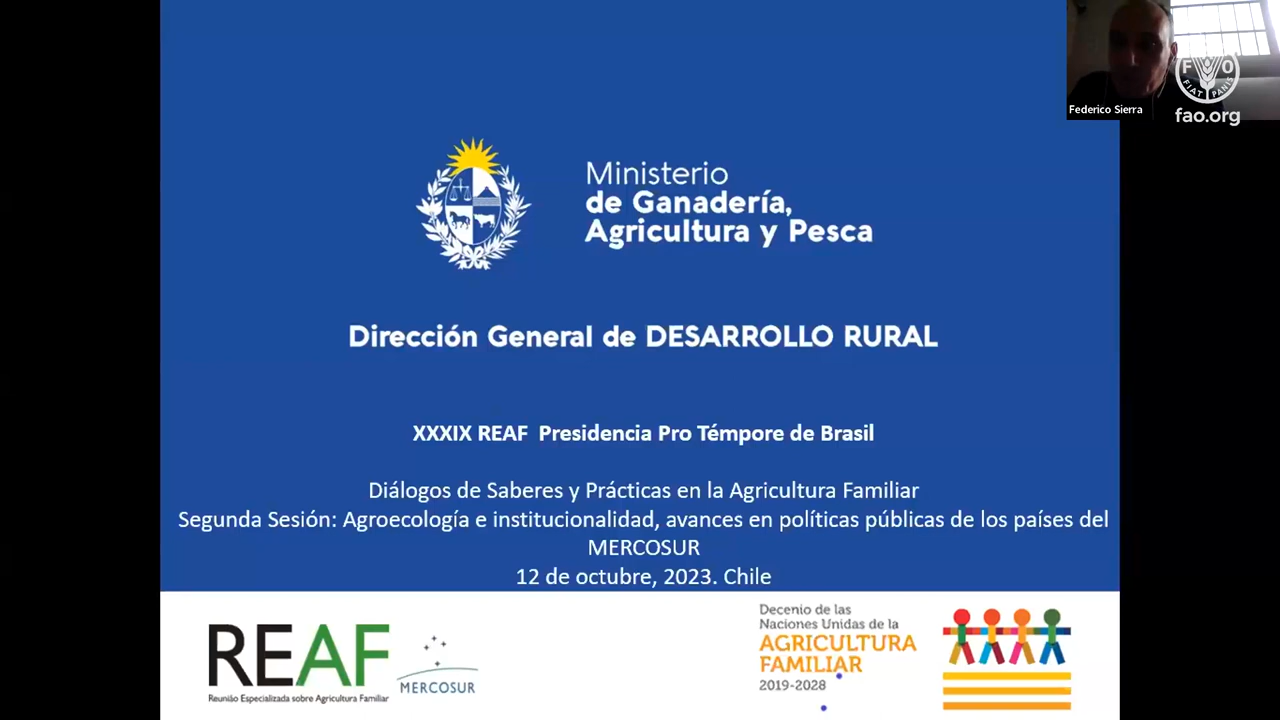 Federico Sierra
FO
FIAT PANIS
fao.org
Ministerio
de Ganadería,
Agricultura y Pesca
Dirección General de DESARROLLO RURAL
XXXIX REAF Presidencia Pro Témpore de Brasil
Diálogos de Saberes y Prácticas en la Agricultura Familiar
Segunda Sesión: Agroecología e institucionalidad, avances en políticas públicas de los países del
MERCOSUR
12 de octubre, 2023. Chile
REAF
Reunião Especializada sobre Agricultura Familiar
MERCOSUR
Decenio de las
Naciones Unidas de la
AGRICULTURA
FAMILIAR
2019-2028